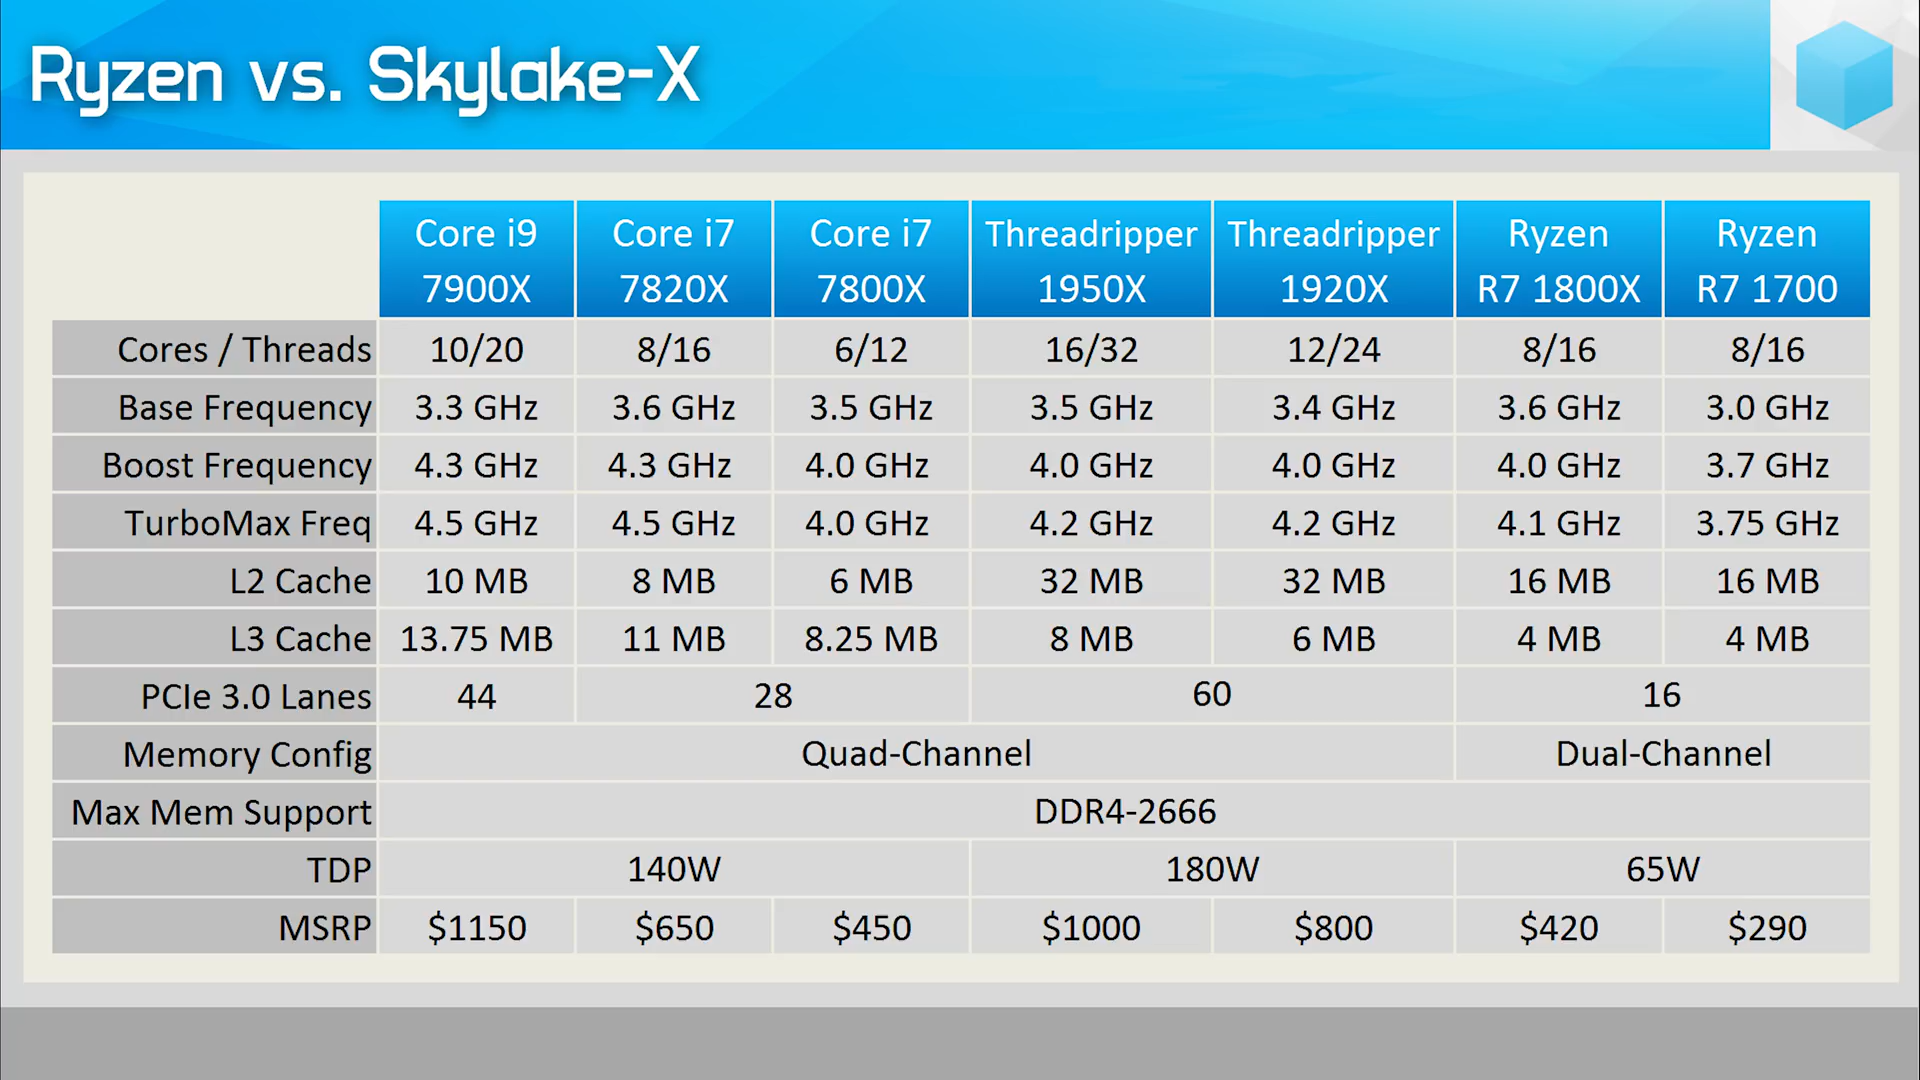 Ryzen vs. Skylake-X
Core i9 7900X Core i7 7820X Core i7 7800X Threadripper 1950X Threadripper 1920X Ryzen R7 1800X Ryzen R7 1700
Cores / Threads 10/20 8/16 6/12 16/32 12/24 8/16 8/16
Base Frequency 3.3 GHz 3.6 GHz 3.5 GHz 3.5 GHz 3.4 GHz 3.6 GHz 3.0 GHz
Boost Frequency 4.3 GHz 4.3 GHz 4.0 GHz 4.0 GHz 4.0 GHz 4.0 GHz 3.7 GHz
TurboMax Freq 4.5 GHz 4.5 GHz 4.0 GHz 4.2 GHz 4.2 GHz 4.1 GHz 3.75 GHz
L2 Cache 10 MB 8 MB 6 MB 32 MB 32 MB 16 MB 16 MB
L3 Cache 13.75 MB 11 MB 8.25 MB 8 MB 6 MB 4 MB 4 MB
PCIe 3.0 Lanes 44 28 60 16
Memory Config Quad-Channel Dual-Channel
Max Mem Support DDR4-2666
TDP 140W 180W 65W
MSRP $1150 $650 $450 $1000 $800 $420 $290